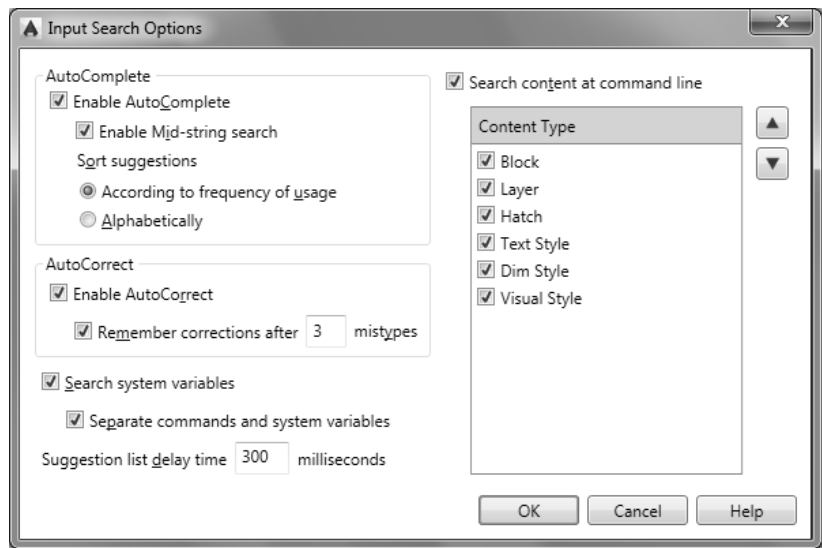 Input Search Options
AutoComplete
Enable AutoComplete
Enable Mid-string search
Sort suggestions
According to frequency of usage
Alphabetically
AutoCorrect
Enable AutoCorrect
Remember corrections after 3 mistypes
Search system variables
Separate commands and system variables
Suggestion list delay time 300 milliseconds
Search content at command line
Content Type
Block
Layer
Hatch
Text Style
Dim Style
Visual Style
OK Cancel Help